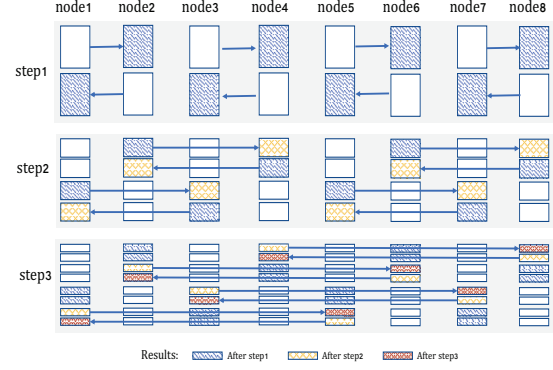 node1 node2 node3 node4 node5 node6 node7 node8
step1
step2
step3
Results: After step1 After step2 After step3